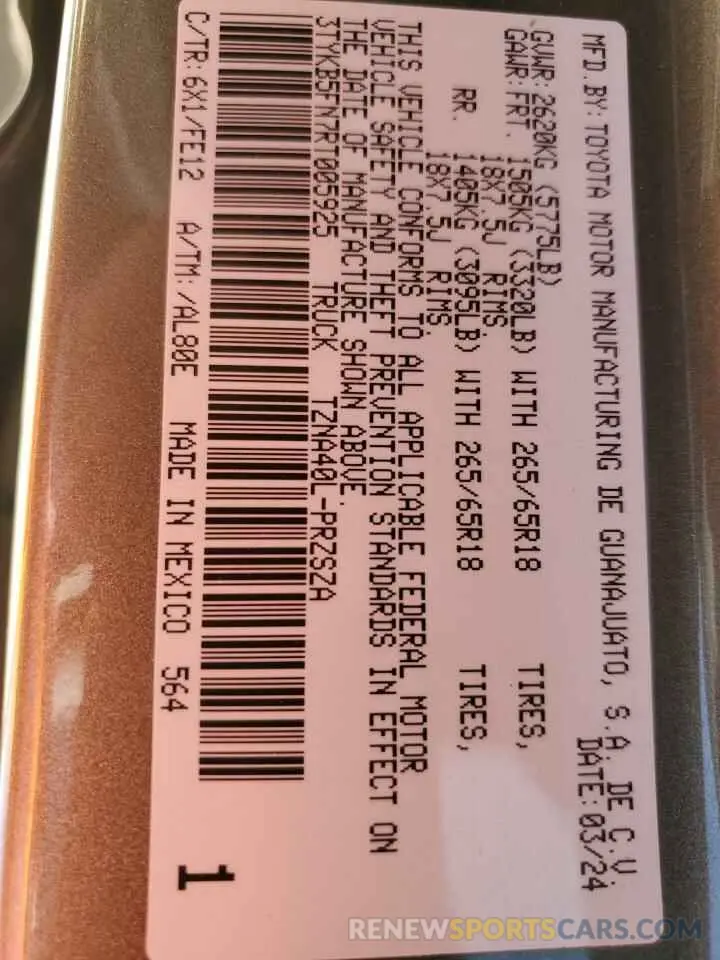 MFD. BY: TOYOTA MOTOR MANUFACTURING DE GUANAJUATO, S.A. DE C.V.
DATE: 03/24
GVWR: 2620KG (5775LB)
GAWR: FRT. 1505KG (3320LB) WITH 265/65R18 TIRES,
18X7.5J RIMS
RR. 1405KG (3095LB) WITH 265/65R18 TIRES,
18X7.5J RIMS.
THIS VEHICLE CONFORMS TO ALL APPLICABLE FEDERAL MOTOR
VEHICLE SAFETY AND THEFT PREVENTION STANDARDS IN EFFECT ON
THE DATE OF MANUFACTURE SHOWN ABOVE.
3TYKB5FN7RT005925 TRUCK TZNA40L-PRZSZA
C/TR: 6X1/FE12 A/TM: /AL80E MADE IN MEXICO 564
1
RENEWSPORTSCARS.COM